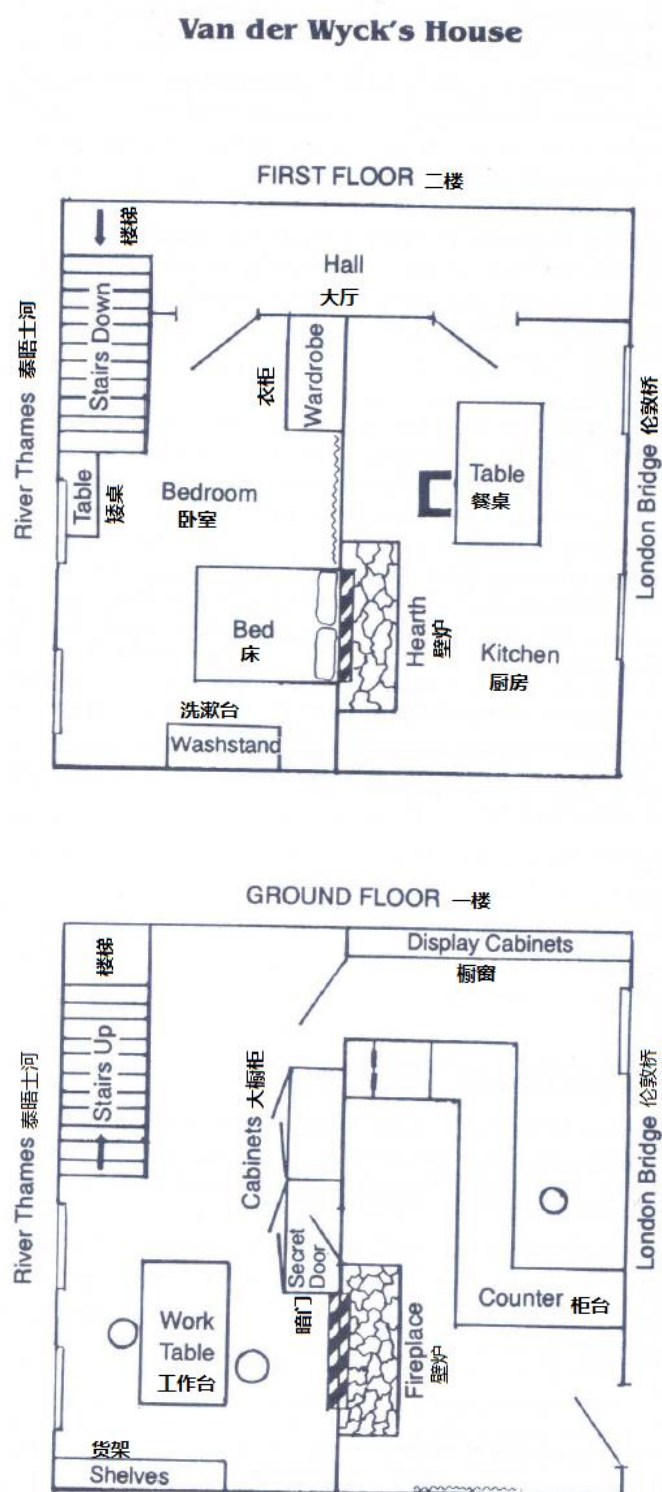 Van der Wyck's House
FIRST FLOOR 二楼
楼梯
Hall
大厅
River Thames 泰晤士河
Stairs Down
衣柜
Wardrobe
London Bridge 伦敦桥
Table
矮桌
Bedroom
卧室
Table
餐桌
Bed
床
Hearth
壁炉
Kitchen
厨房
洗漱台
Washstand
GROUND FLOOR 一楼
楼梯
Display Cabinets
橱窗
River Thames 泰晤士河
Stairs Up
Cabinets 大橱柜
London Bridge 伦敦桥
Secret
Door
暗门
Counter 柜台
Work
Table
工作台
Fireplace
壁炉
货架
Shelves